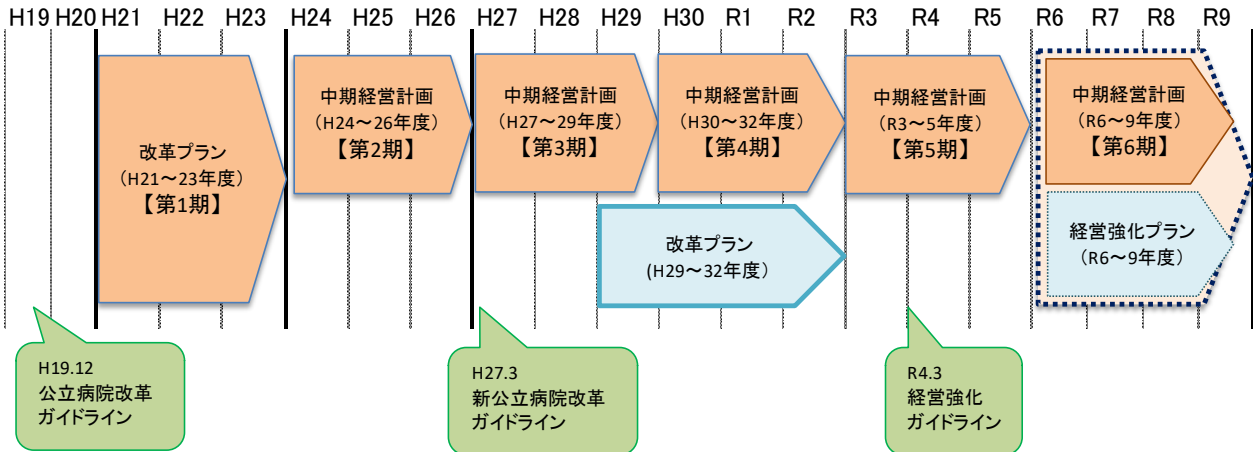 H19 H20 H21 H22 H23 H24 H25 H26 H27 H28 H29 H30 R1 R2 R3 R4 R5 R6 R7 R8 R9
改革プラン
（H21～23年度）
【第1期】
中期経営計画
（H24～26年度）
【第2期】
中期経営計画
（H27～29年度）
【第3期】
中期経営計画
（H30～32年度）
【第4期】
中期経営計画
（R3～5年度）
【第5期】
中期経営計画
（R6～9年度）
【第6期】
改革プラン
(H29～32年度）
経営強化プラン
（R6～9年度）
H19.12
公立病院改革
ガイドライン
H27.3
新公立病院改革
ガイドライン
R4.3
経営強化
ガイドライン